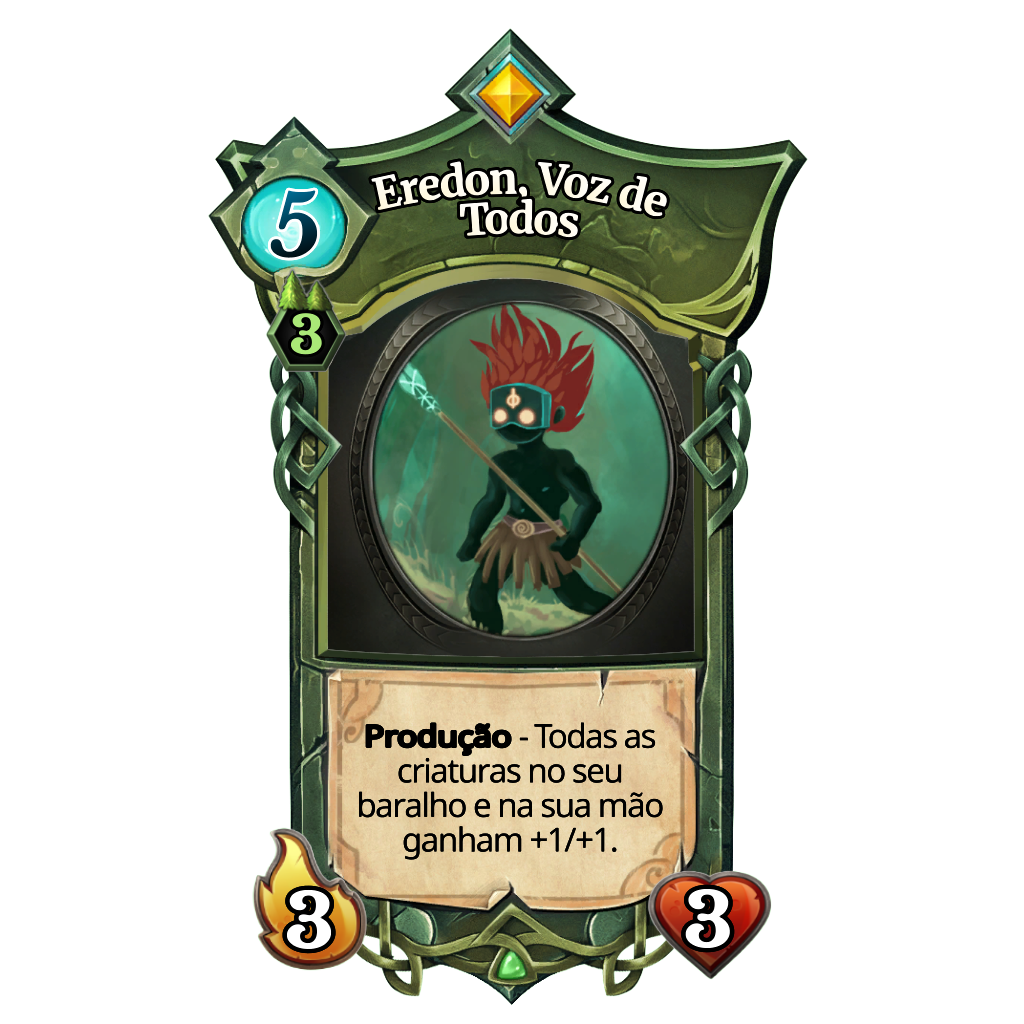 Eredon, Voz de
Todos
5
3
Produção - Todas as
criaturas no seu
baralho e na sua mão
ganham +1/+1.
3
3